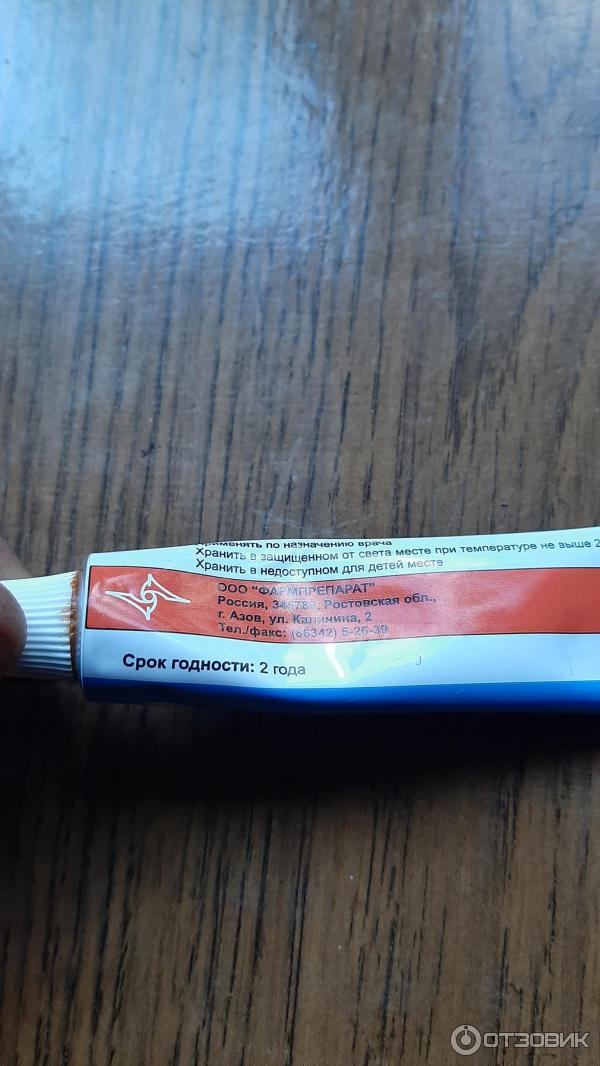 Применять по назначению врача
Хранить в защищенном от света месте при температуре не выше 2
Хранить в недоступном для детей месте
ООО "ФАРМПРЕПАРАТ"
Россия, 346780, Ростовская обл.,
г. Азов, ул. Калинина, 2
Тел./факс: (86342) 5-26-39
Срок годности: 2 года
ОТЗОВИК